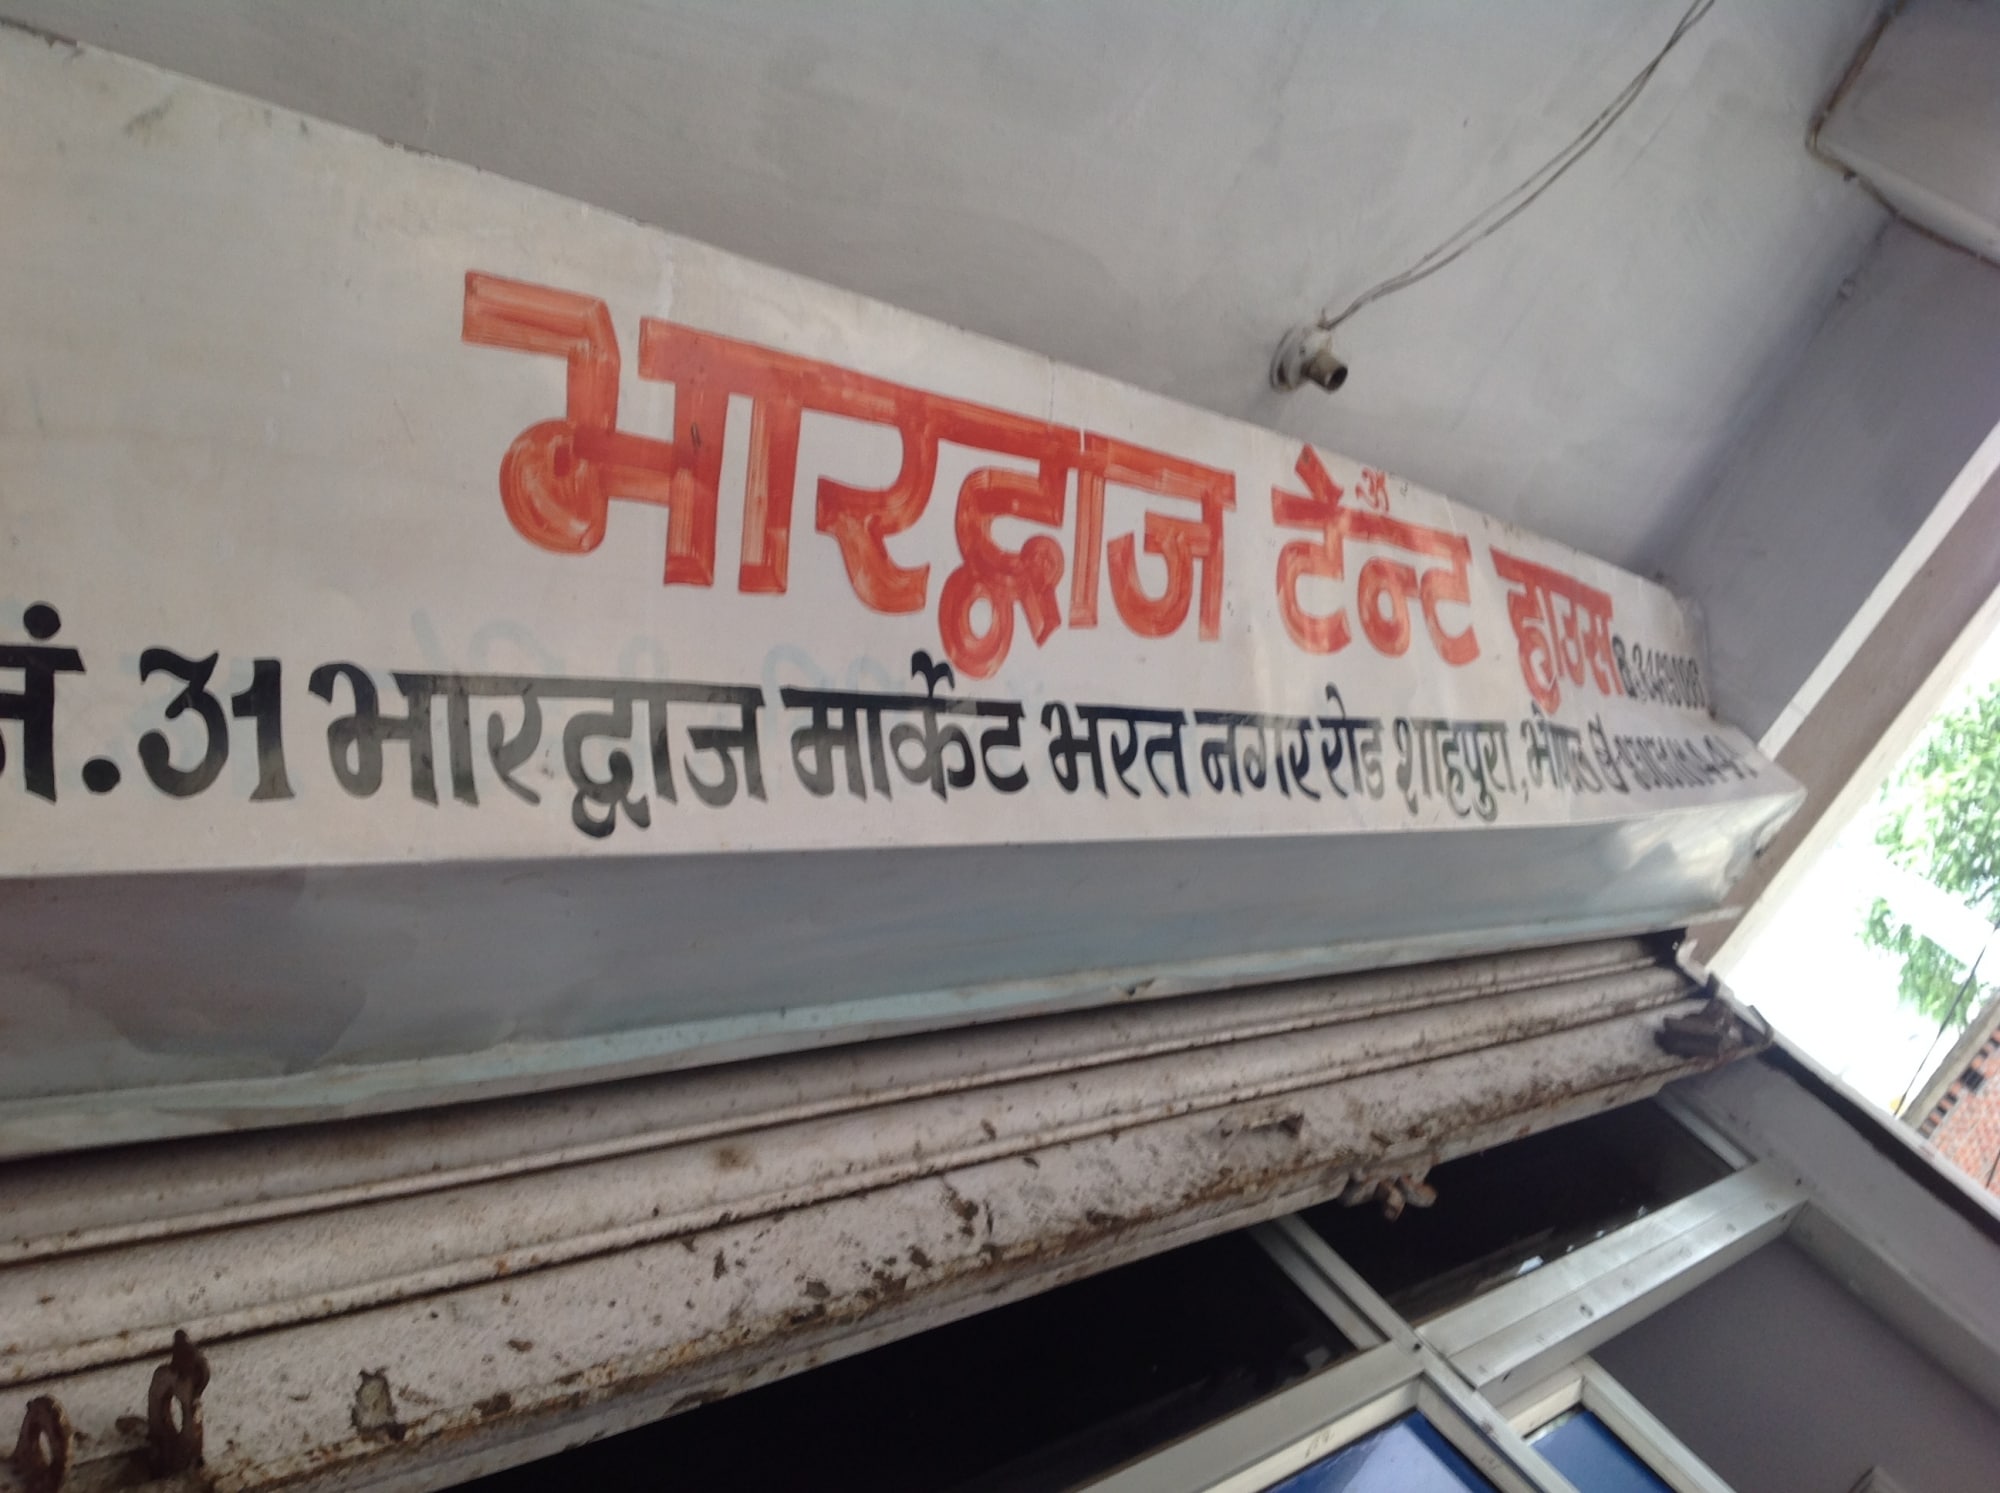 ॐ
भारद्वाज टेन्ट हाउस
नं. 31 भारद्वाज मार्केट भरत नगर रोड शाहपुरा, भोपाल